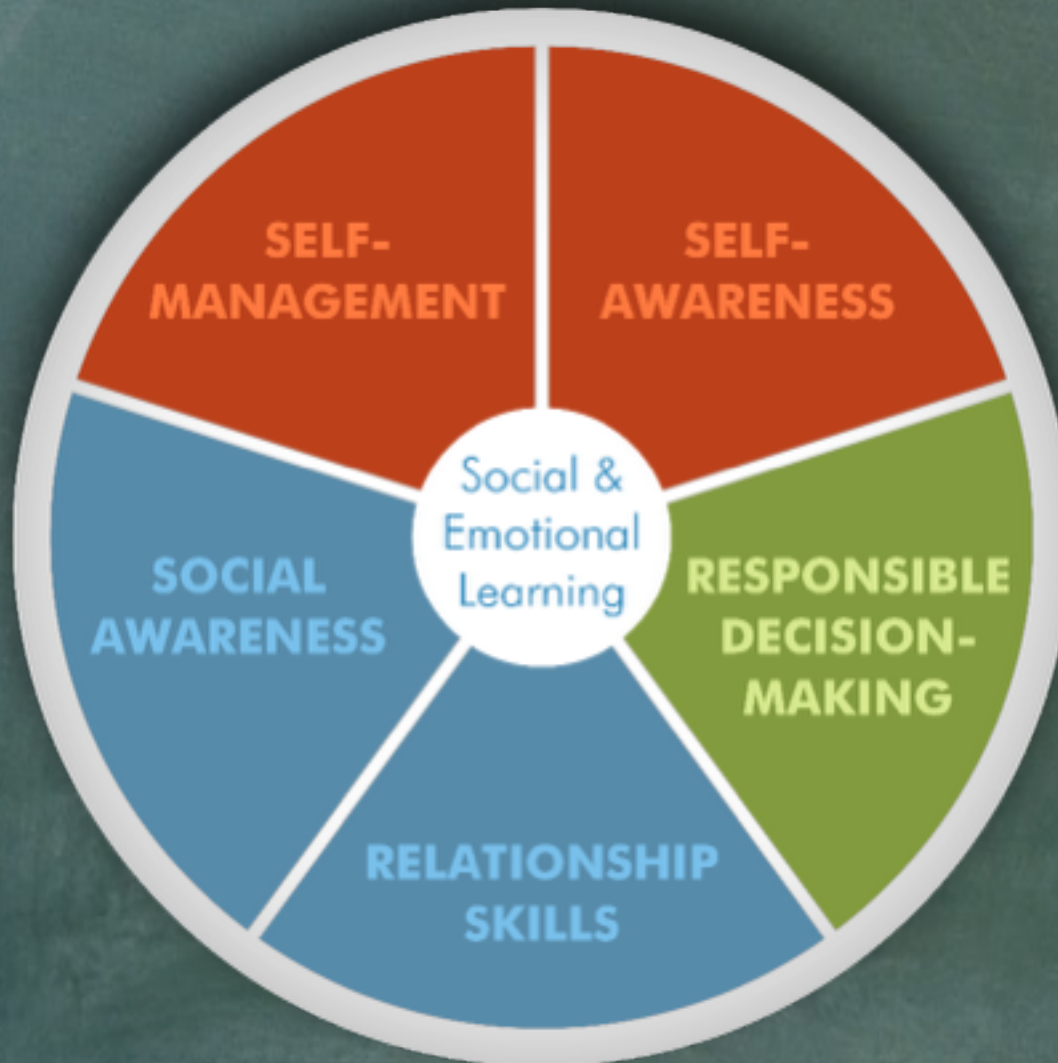 SELF-
MANAGEMENT
SELF-
AWARENESS
Social &
Emotional
Learning
SOCIAL
AWARENESS
RESPONSIBLE
DECISION-
MAKING
RELATIONSHIP
SKILLS